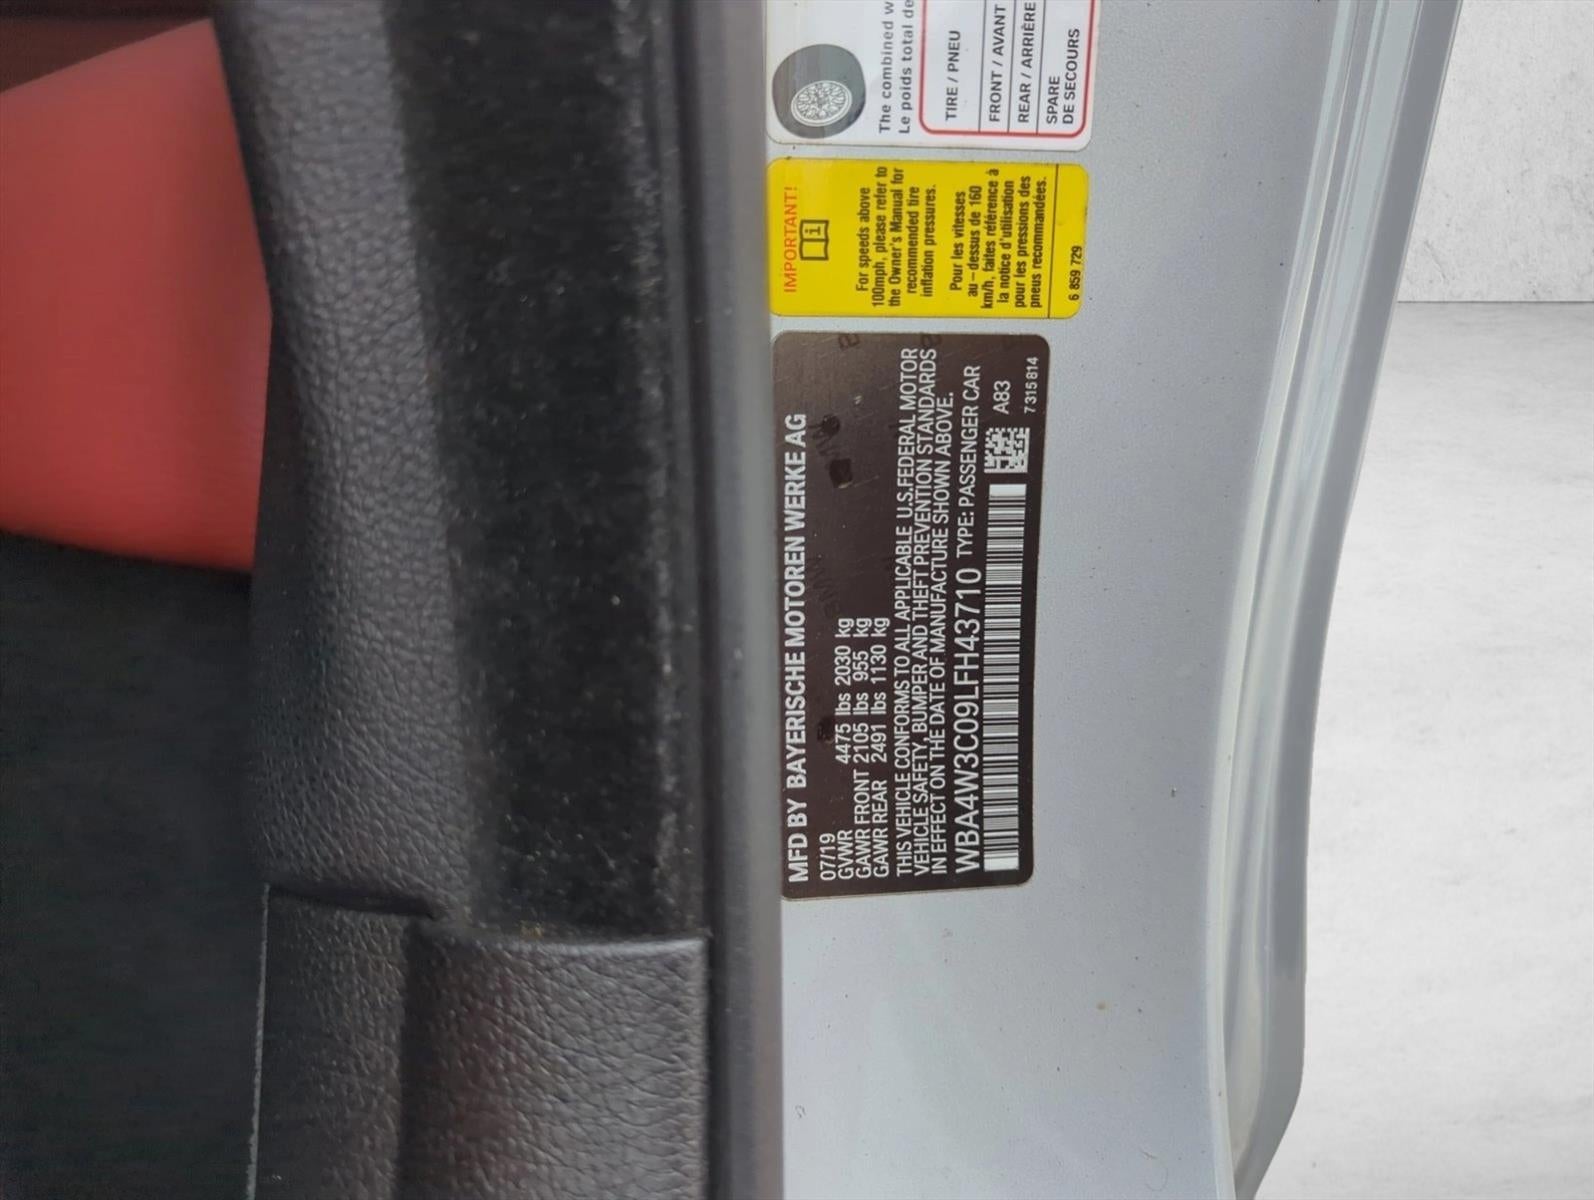 The combined
Le poids total de
TIRE / PNEU
FRONT / AVANT
REAR / ARRIÈRE
SPARE
DE SECOURS
IMPORTANT!
For speeds above
100mph, please refer to
the Owner's Manual for
recommended tire
inflation pressures.
Pour les vitesses
au-dessus de 160
km/h, faites référence à
la notice d'utilisation
pour les pressions des
pneus recommandées.
6 859 729
MFD BY BAYERISCHE MOTOREN WERKE AG
07/19
GVWR 4475 lbs 2030 kg
GAWR FRONT 2105 lbs 955 kg
GAWR REAR 2491 lbs 1130 kg
THIS VEHICLE CONFORMS TO ALL APPLICABLE U.S.FEDERAL MOTOR
VEHICLE SAFETY, BUMPER AND THEFT PREVENTION STANDARDS
IN EFFECT ON THE DATE OF MANUFACTURE SHOWN ABOVE.
WBA4W3C09LFH43710 TYPE: PASSENGER CAR
A83
7315814